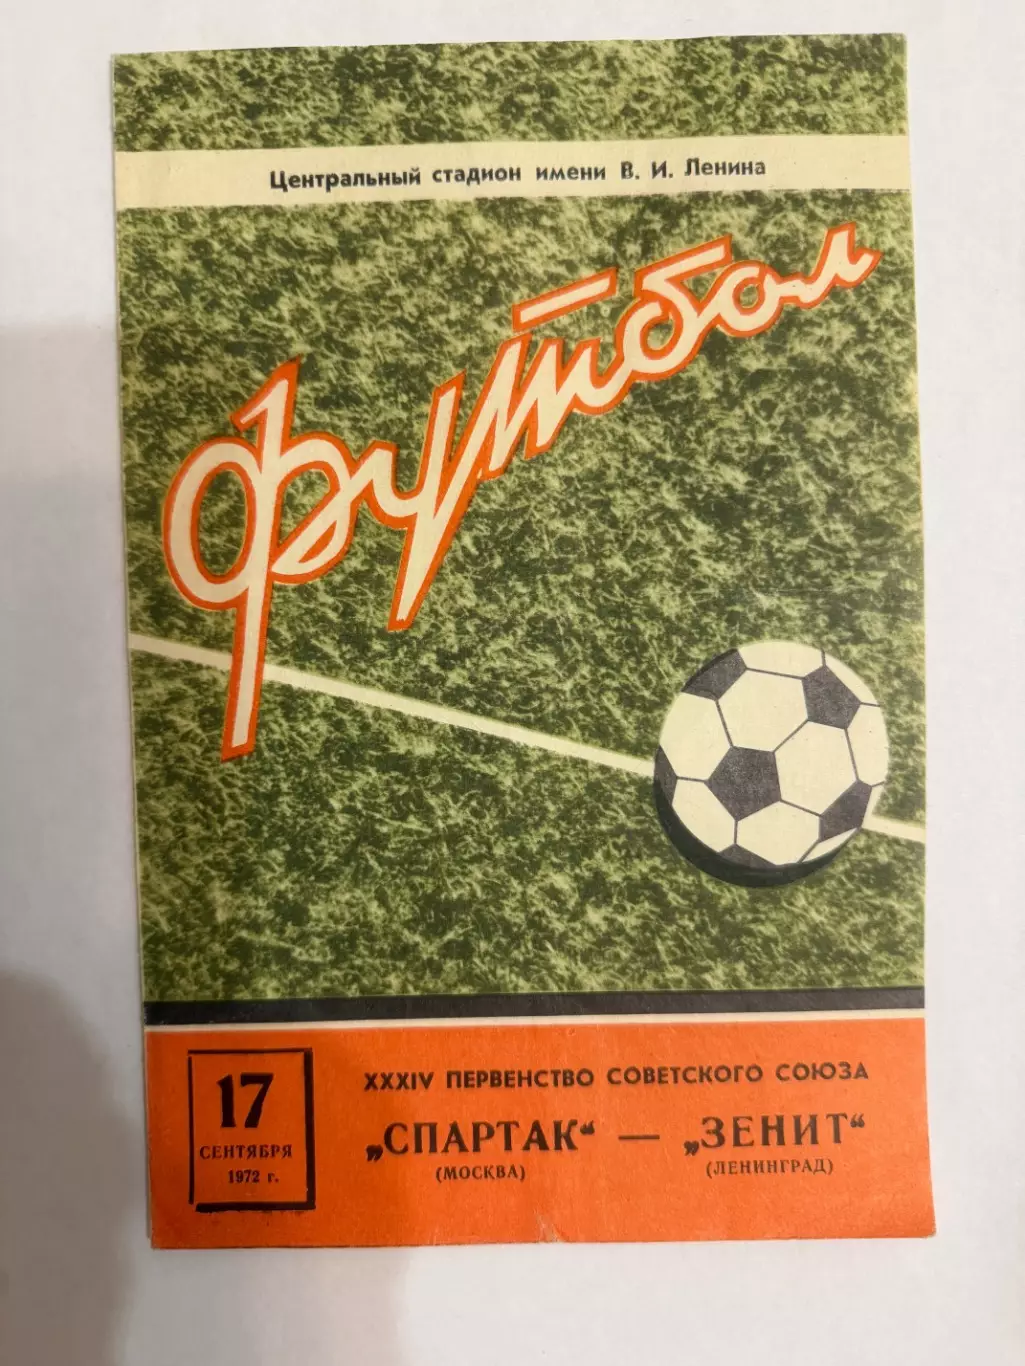 Центральный стадион имени В. И. Ленина
Футбол
17
СЕНТЯБРЯ
1972 г.
XXXIV ПЕРВЕНСТВО СОВЕТСКОГО СОЮЗА
„СПАРТАК“ — „ЗЕНИТ“
(МОСКВА) (ЛЕНИНГРАД)